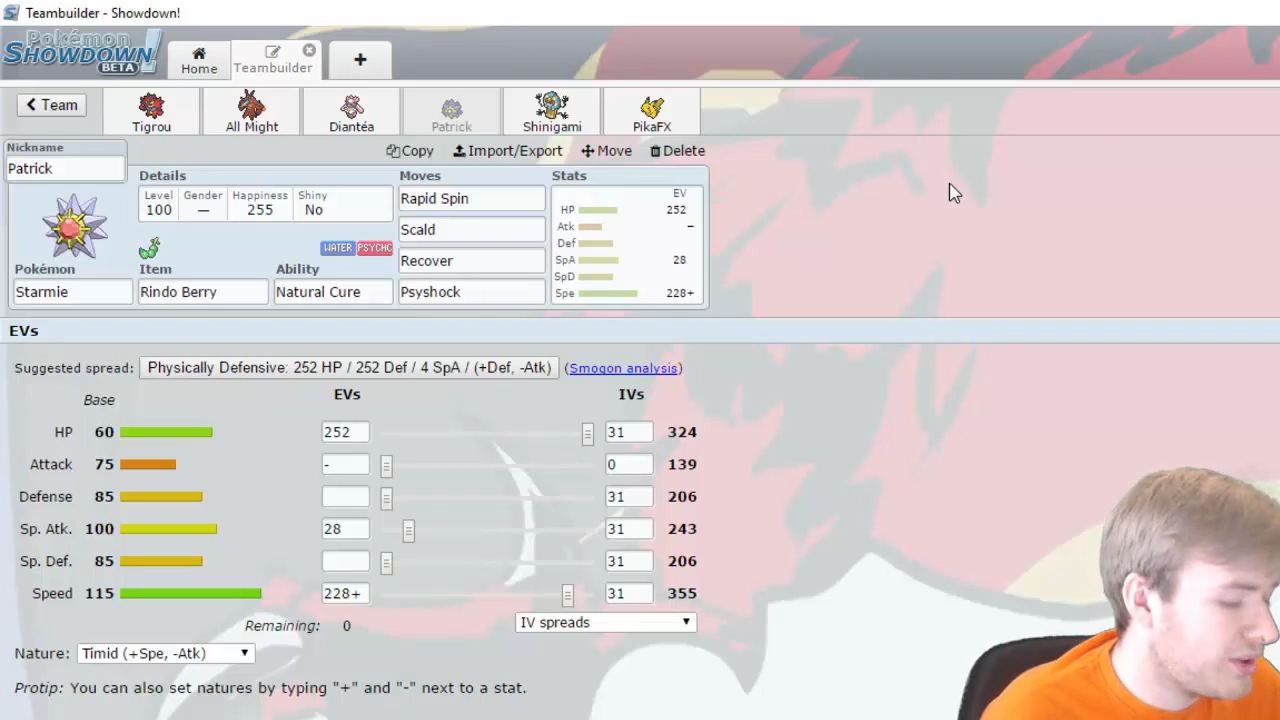 Teambuilder - Showdown!
Pokémon
SHOWDOWN!
BETA
Home
Teambuilder
+
Team
Tigrou
All Might
Diantéa
Patrick
Shinigami
PikaFX
Copy
Import/Export
Move
Delete
Nickname
Patrick
Details
Level
Gender
Happiness
Shiny
100
—
255
No
WATER
PSYCHC
Pokémon
Item
Ability
Starmie
Rindo Berry
Natural Cure
Moves
Rapid Spin
Scald
Recover
Psyshock
Stats
EV
HP 252
Atk –
Def
SpA 28
SpD
Spe 228+
EVs
Suggested spread: Physically Defensive: 252 HP / 252 Def / 4 SpA / (+Def, -Atk) (Smogon analysis)
Base EVs IVs
HP 60 252 31 324
Attack 75 - 0 139
Defense 85 31 206
Sp. Atk. 100 28 31 243
Sp. Def. 85 31 206
Speed 115 228+ 31 355
Remaining: 0 IV spreads
Nature: Timid (+Spe, -Atk)
Protip: You can also set natures by typing "+" and "-" next to a stat.